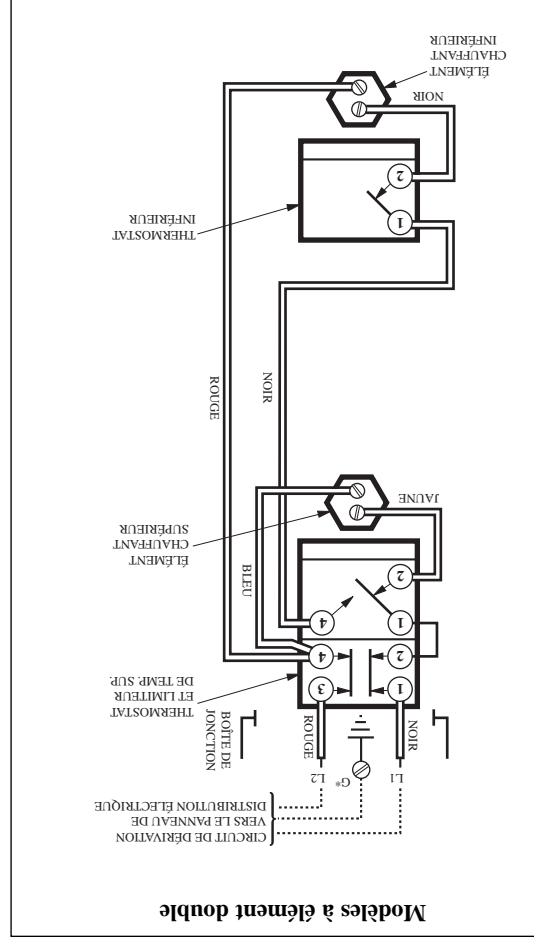 Modèles à élément double
CIRCUIT DE DÉRIVATION
VERS LE PANNEAU DE
DISTRIBUTION ÉLECTRIQUE
L1
G*
L2
NOIR
ROUGE
BOÎTE DE
JONCTION
1
3
2
4
THERMOSTAT
ET LIMITEUR
DE TEMP. SUP.
1
4
2
BLEU
ÉLÉMENT
CHAUFFANT
SUPÉRIEUR
JAUNE
NOIR
ROUGE
1
2
THERMOSTAT
INFÉRIEUR
NOIR
ÉLÉMENT
CHAUFFANT
INFÉRIEUR